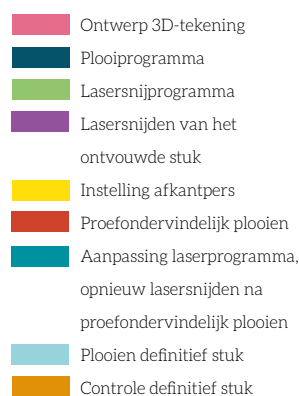 Ontwerp 3D-tekening
Plooiprogramma
Lasersnijprogramma
Lasersnijden van het
ontvouwde stuk
Instelling afkantpers
Proefondervindelijk plooien
Aanpassing laserprogramma,
opnieuw lasersnijden na
proefondervindelijk plooien
Plooien definitief stuk
Controle definitief stuk